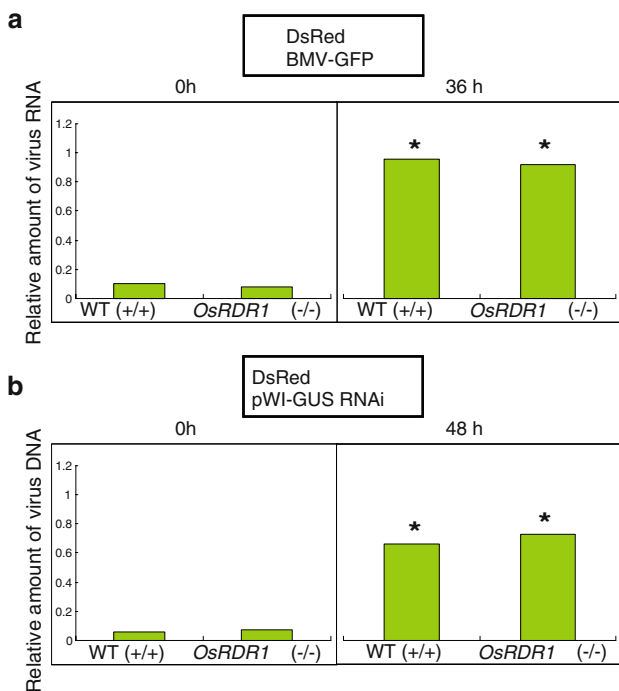 a
DsRed
BMV-GFP
0h
36 h
Relative amount of virus RNA
1.2
1
0.8
0.6
0.4
0.2
0
*
*
WT (+/+)
OsRDR1 (-/-)
WT (+/+)
OsRDR1 (-/-)
b
DsRed
pWI-GUS RNAi
0h
48 h
Relative amount of virus DNA
1.2
1
0.8
0.6
0.4
0.2
0
*
*
WT (+/+)
OsRDR1 (-/-)
WT (+/+)
OsRDR1 (-/-)